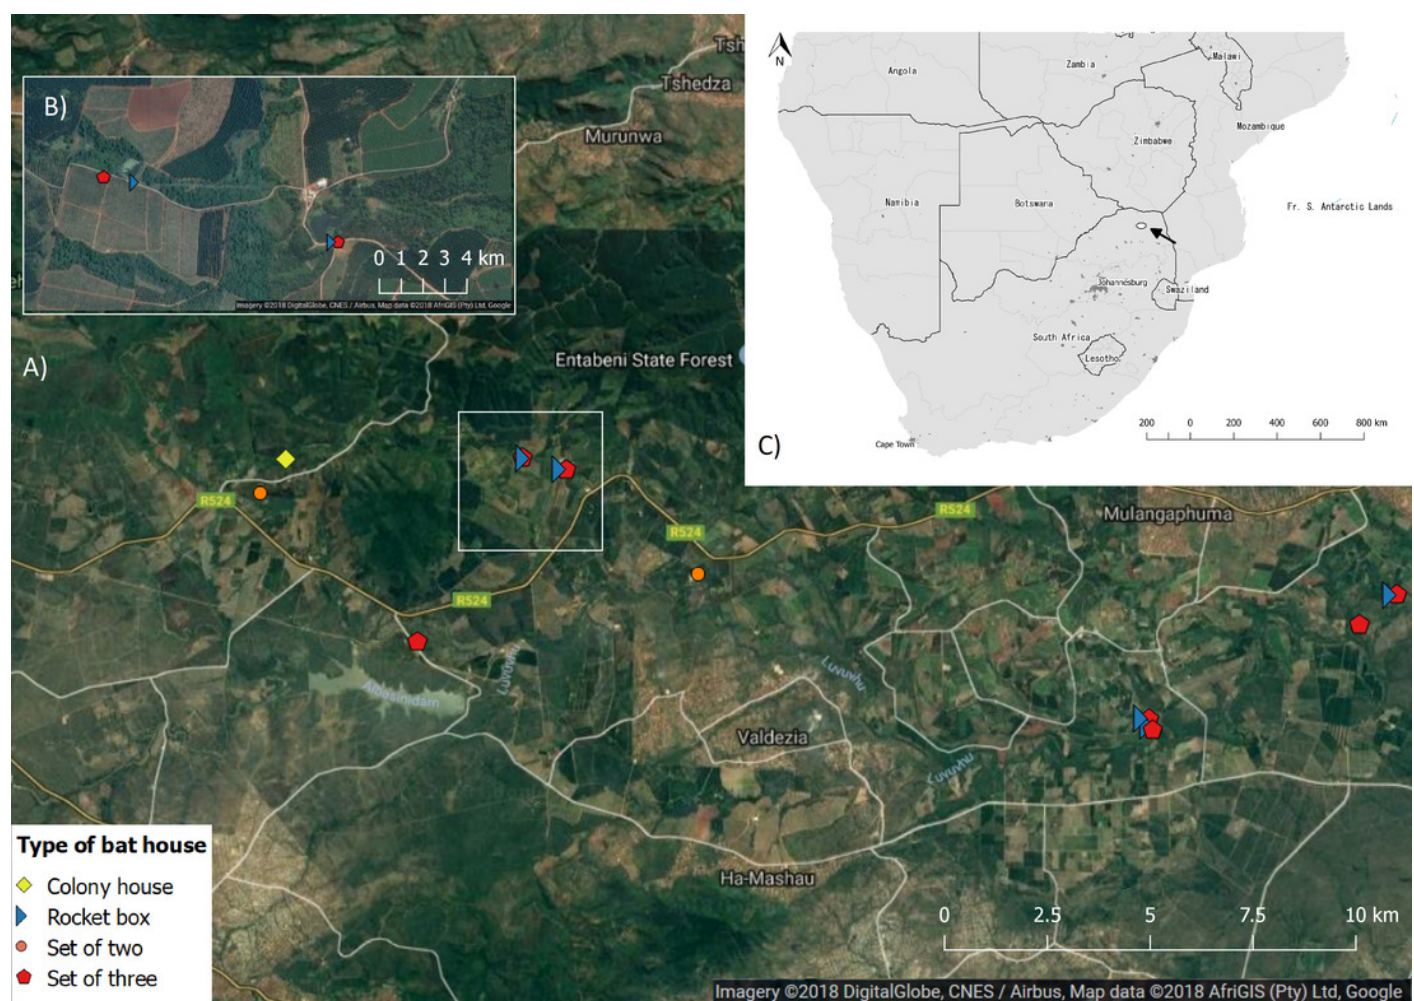 Tshedza
Murunwa
B)
0 1 2 3 4 km
Imagery ©2018 DigitalGlobe, CNES / Airbus, Map data ©2018 AfriGIS (Pty) Ltd, Google
A)
Entabeni State Forest
N
Angola
Zambia
Malawi
Mozambique
Zimbabwe
Namibia
Botswana
Fr. S. Antarctic Lands
Johannesburg
Swaziland
South Africa
Lesotho
Cape Town
200 0 200 400 600 800 km
C)
R524
R524
R524
R524
Mulangaphuma
Luvuvhu
Albasinidam
Luvuvhu
Valdezia
Luvuvhu
Ha-Mashau
Type of bat house
Colony house
Rocket box
Set of two
Set of three
0 2.5 5 7.5 10 km
Imagery ©2018 DigitalGlobe, CNES / Airbus, Map data ©2018 AfriGIS (Pty) Ltd, Google